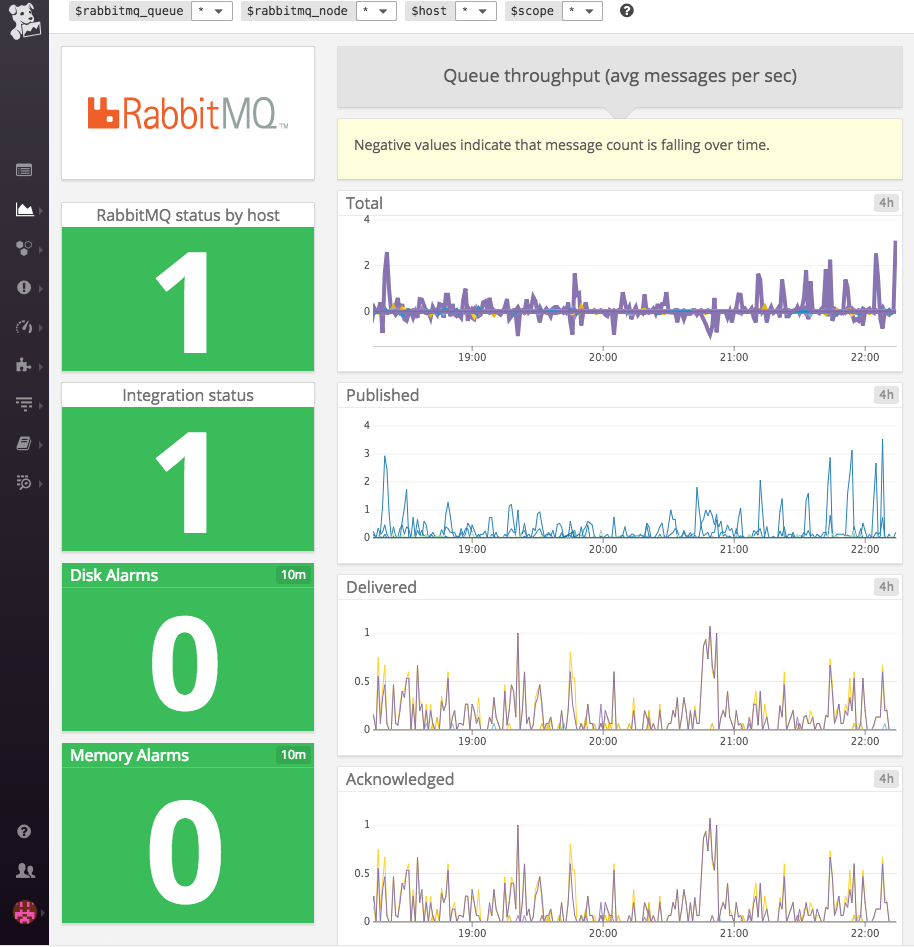 $rabbitmq_queue * $rabbitmq_node * $host * $scope * ?
RabbitMQ™
RabbitMQ status by host
1
Integration status
1
Disk Alarms 10m
0
Memory Alarms 10m
0
Queue throughput (avg messages per sec)
Negative values indicate that message count is falling over time.
Total 4h
4
2
0
19:00 20:00 21:00 22:00
Published 4h
4
3
2
1
0
19:00 20:00 21:00 22:00
Delivered 4h
1
0.5
0
19:00 20:00 21:00 22:00
Acknowledged 4h
1
0.5
0
19:00 20:00 21:00 22:00